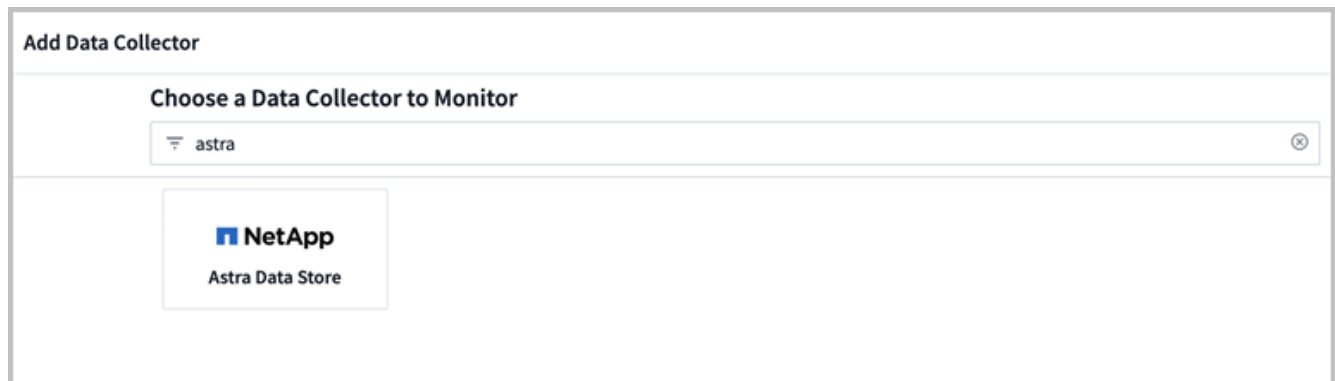 Add Data Collector
Choose a Data Collector to Monitor
astra
NetApp
Astra Data Store